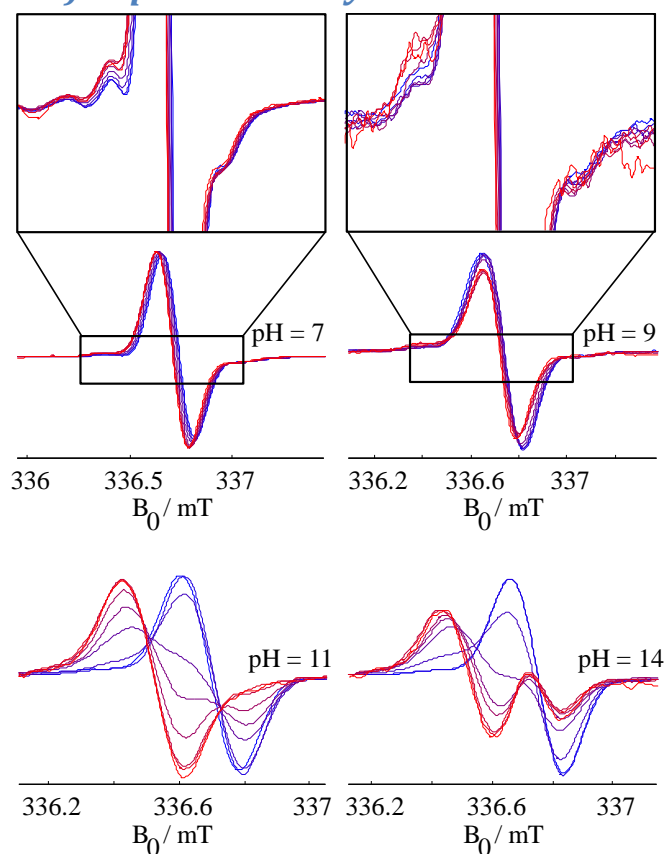 pH = 7
pH = 9
336 336.5 337
336.2 336.6 337
B0 / mT
B0 / mT
pH = 11
pH = 14
336.2 336.6 337
336.2 336.6 337
B0 / mT
B0 / mT